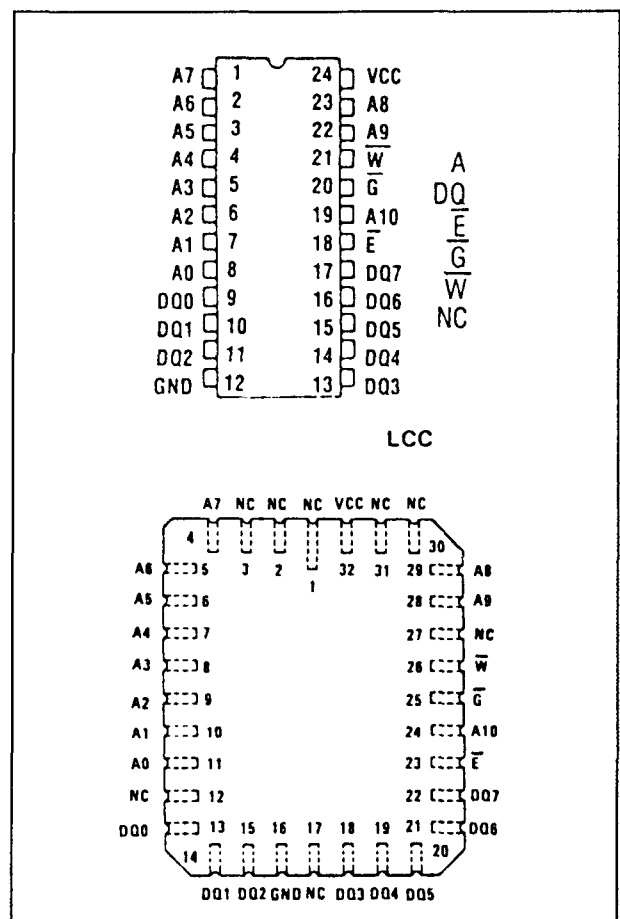 A7 1 24 VCC
A6 2 23 A8
A5 3 22 A9
A4 4 21 W̅
A3 5 20 G̅
A2 6 19 A10
A1 7 18 E̅
A0 8 17 DQ7
DQ0 9 16 DQ6
DQ1 10 15 DQ5
DQ2 11 14 DQ4
GND 12 13 DQ3
A
DQ
E̅
G̅
W̅
NC
LCC
A7 NC NC NC VCC NC NC
4 30
A6 5 3 2 1 32 31 29 A8
A5 6 28 A9
A4 7 27 NC
A3 8 26 W̅
A2 9 25 G̅
A1 10 24 A10
A0 11 23 E̅
NC 12 22 DQ7
DQ0 13 15 16 17 18 19 21 DQ6
14 20
DQ1 DQ2 GND NC DQ3 DQ4 DQ5